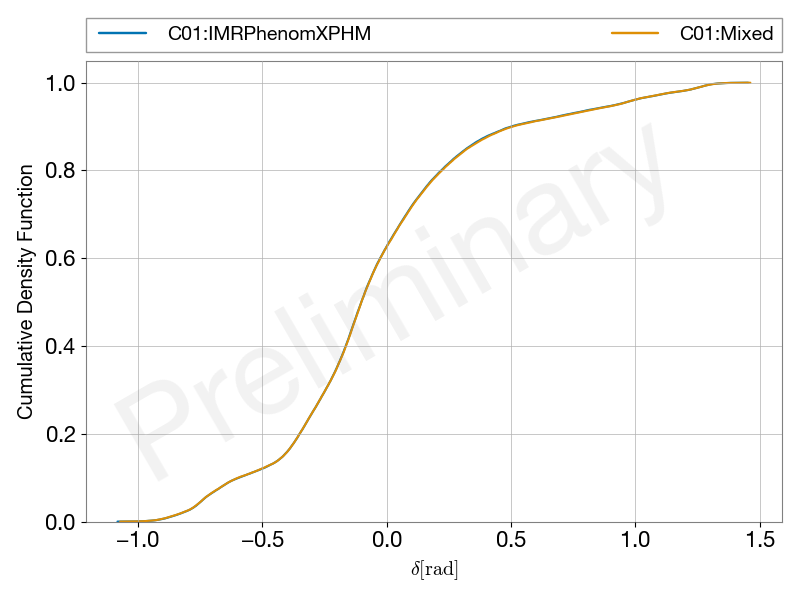 C01:IMRPhenomXPHM C01:Mixed
1.0
0.8
0.6
0.4
0.2
0.0
Cumulative Density Function
Preliminary
−1.0 −0.5 0.0 0.5 1.0 1.5
δ[rad]